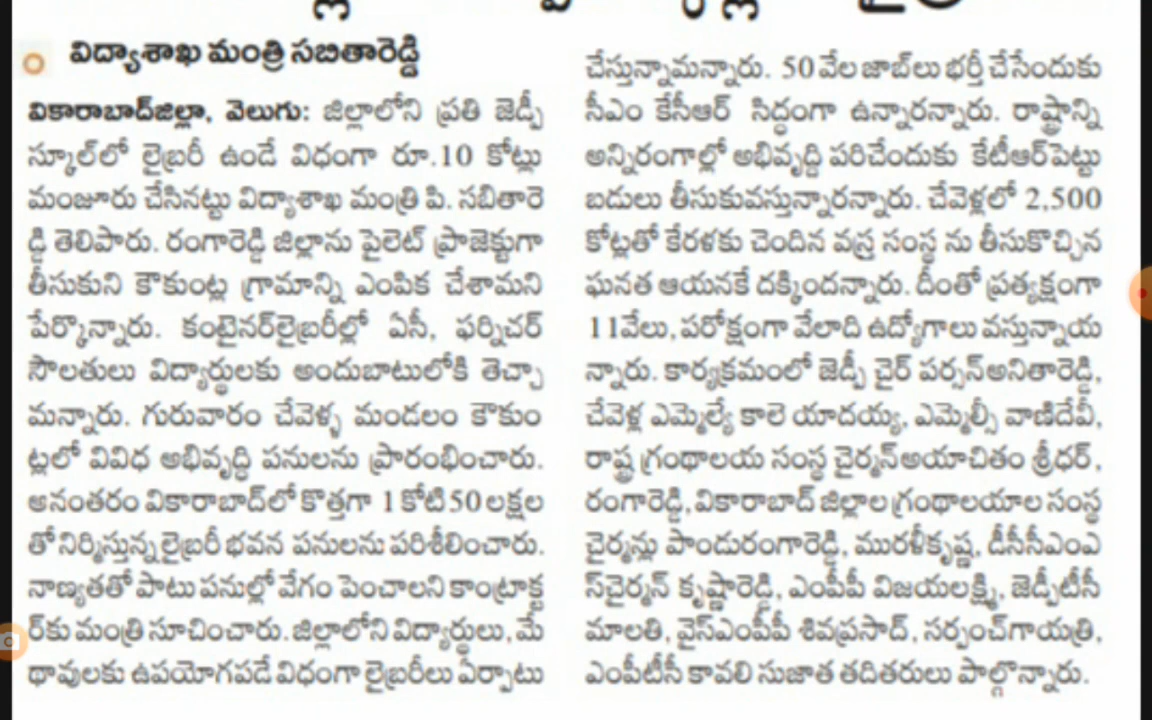 విద్యాశాఖ మంత్రి సబితారెడ్డి
వికారాబాద్‌జిల్లా, వెలుగు: జిల్లాలోని ప్రతి జెడ్పీ
స్కూల్‌లో లైబ్రరీ ఉండే విధంగా రూ.10 కోట్లు
మంజూరు చేసినట్టు విద్యాశాఖ మంత్రి పి. సబితారె
డ్డి తెలిపారు. రంగారెడ్డి జిల్లాను పైలెట్ ప్రాజెక్టుగా
తీసుకుని కౌకుంట్ల గ్రామాన్ని ఎంపిక చేశామని
పేర్కొన్నారు. కంటైనర్‌లైబ్రరీల్లో ఏసీ, ఫర్నిచర్
సౌలతులు విద్యార్థులకు అందుబాటులోకి తెచ్చా
మన్నారు. గురువారం చేవెళ్ళ మండలం కౌకుం
ట్లలో వివిధ అభివృద్ధి పనులను ప్రారంభించారు.
అనంతరం వికారాబాద్‌లో కొత్తగా 1 కోటి 50 లక్షల
తో నిర్మిస్తున్న లైబ్రరీ భవన పనులను పరిశీలించారు.
నాణ్యతతో పాటు పనుల్లో వేగం పెంచాలని కాంట్రాక్ట
ర్‌కు మంత్రి సూచించారు. జిల్లాలోని విద్యార్థులు, మే
థావులకు ఉపయోగపడే విధంగా లైబ్రరీలు ఏర్పాటు
చేస్తున్నామన్నారు. 50 వేల జాబ్‌లు భర్తీ చేసేందుకు
సీఎం కేసీఆర్ సిద్ధంగా ఉన్నారన్నారు. రాష్ట్రాన్ని
అన్నిరంగాల్లో అభివృద్ది పరిచేందుకు కేటీఆర్‌పెట్టు
బదులు తీసుకువస్తున్నారన్నారు. చేవెళ్లలో 2,500
కోట్లతో కేరళకు చెందిన వస్త్ర సంస్థ ను తీసుకొచ్చిన
ఘనత ఆయనకే దక్కిందన్నారు. దీంతో ప్రత్యక్షంగా
11వేలు, పరోక్షంగా వేలాది ఉద్యోగాలు వస్తున్నాయ
న్నారు. కార్యక్రమంలో జెడ్పీ చైర్ పర్సన్‌అనితారెడ్డి,
చేవెళ్ల ఎమ్మెల్యే కాలె యాదయ్య, ఎమ్మెల్సీ వాణిదేవీ,
రాష్ట్ర గ్రంథాలయ సంస్థ చైర్మన్‌అయాచితం శ్రీధర్,
రంగారెడ్డి, వికారాబాద్ జిల్లాల గ్రంథాలయాల సంస్థ
చైర్మన్లు పాండురంగారెడ్డి, మురళీకృష్ణ, డీసీసీఎంఎ
స్‌చైర్మన్ కృష్ణారెడ్డి, ఎంపీపీ విజయలక్ష్మి, జెడ్పీటీసీ
మాలతి, వైస్‌ఎంపీపీ శివప్రసాద్, సర్పంచ్‌గాయత్రి,
ఎంపీటీసీ కావలి సుజాత తదితరులు పాల్గొన్నారు.